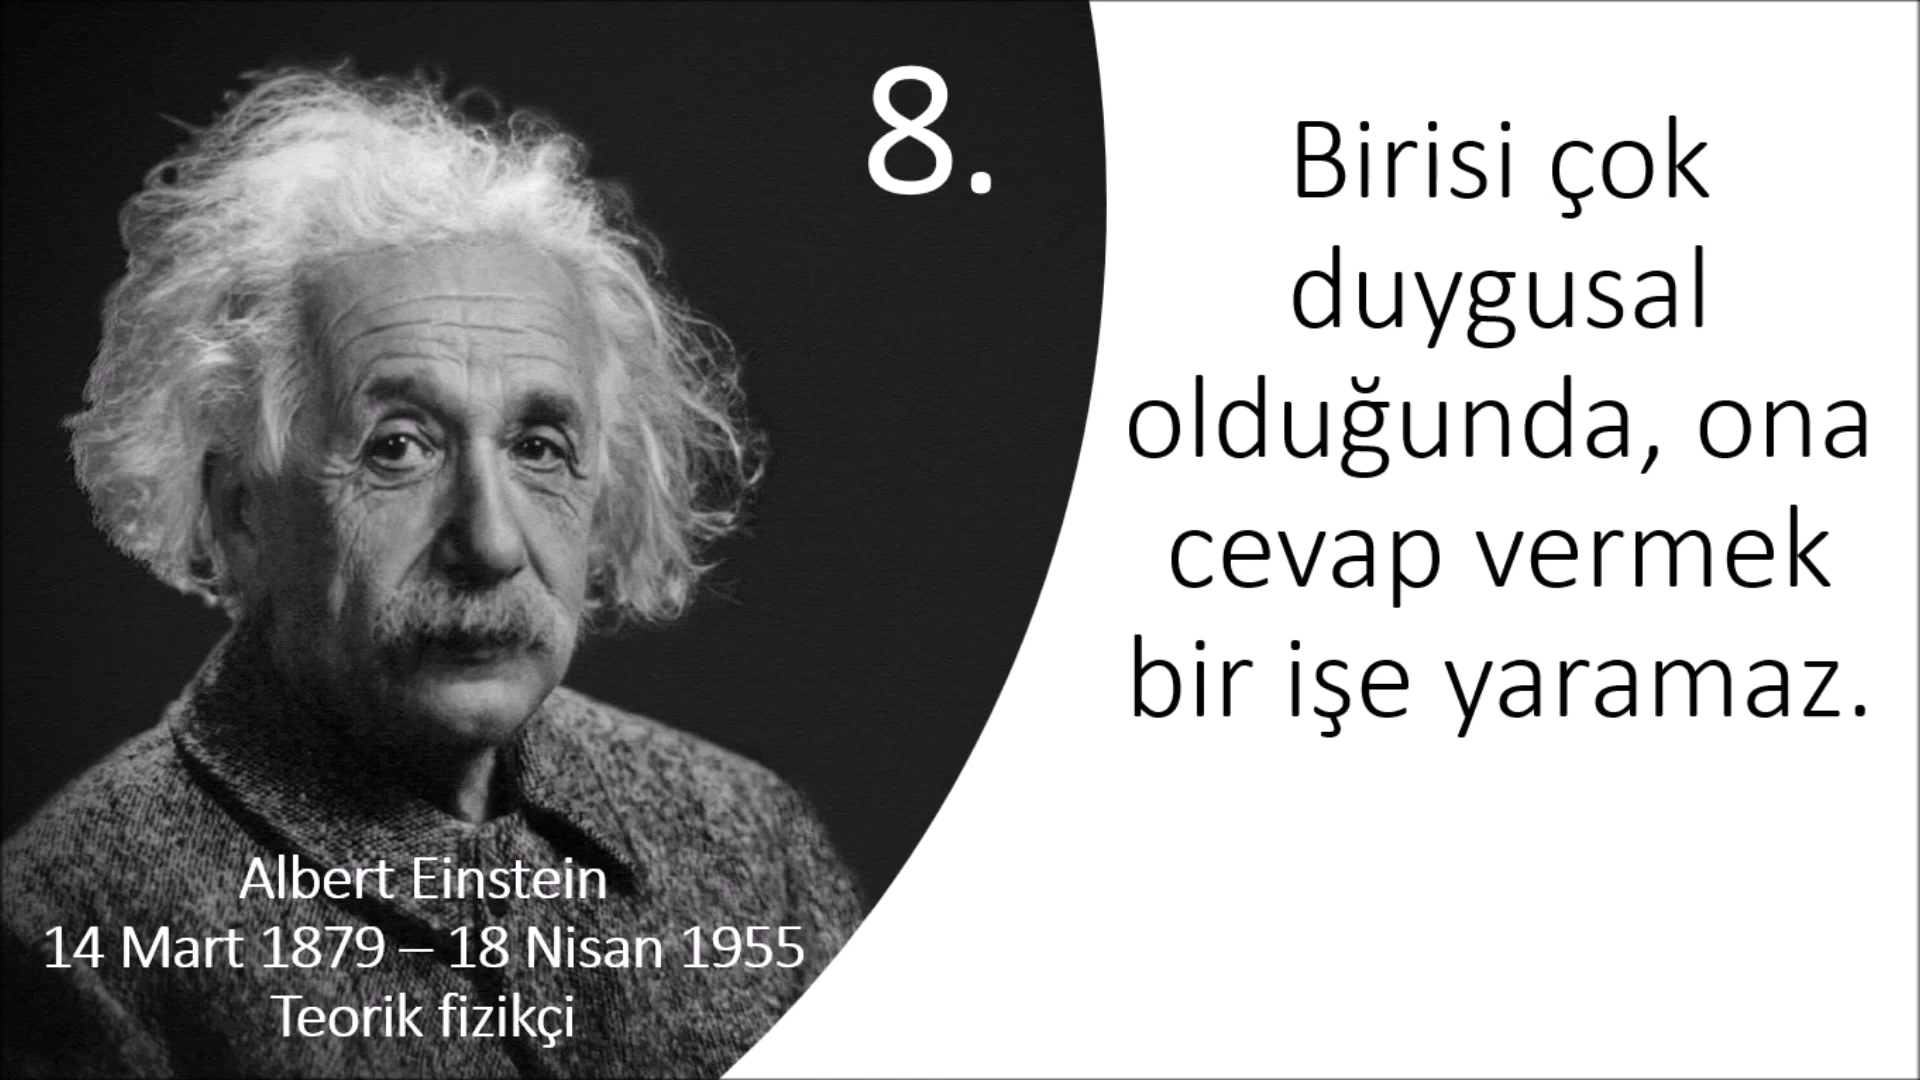 8.
Birisi çok
duygusal
olduğunda, ona
cevap vermek
bir işe yaramaz.
Albert Einstein
14 Mart 1879 – 18 Nisan 1955
Teorik fizikçi